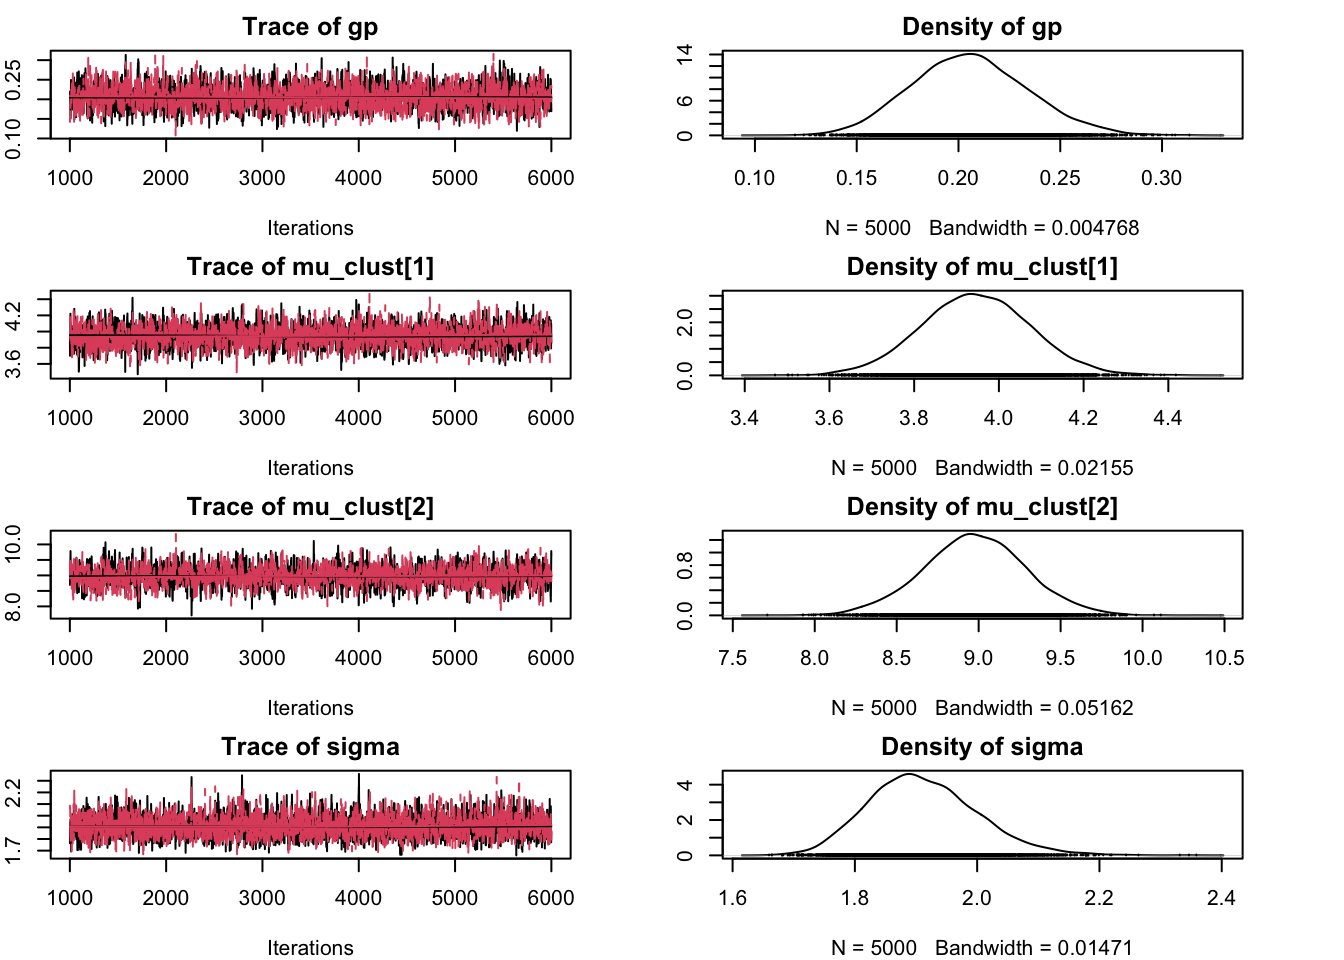 Trace of gp
0.10 0.25
1000 2000 3000 4000 5000 6000
Iterations
Density of gp
0 6 14
0.10 0.15 0.20 0.25 0.30
N = 5000 Bandwidth = 0.004768
Trace of mu_clust[1]
3.6 4.2
1000 2000 3000 4000 5000 6000
Iterations
Density of mu_clust[1]
0.0 2.0
3.4 3.6 3.8 4.0 4.2 4.4
N = 5000 Bandwidth = 0.02155
Trace of mu_clust[2]
8.0 10.0
1000 2000 3000 4000 5000 6000
Iterations
Density of mu_clust[2]
0.0 0.8
7.5 8.0 8.5 9.0 9.5 10.0 10.5
N = 5000 Bandwidth = 0.05162
Trace of sigma
1.7 2.2
1000 2000 3000 4000 5000 6000
Iterations
Density of sigma
0 2 4
1.6 1.8 2.0 2.2 2.4
N = 5000 Bandwidth = 0.01471